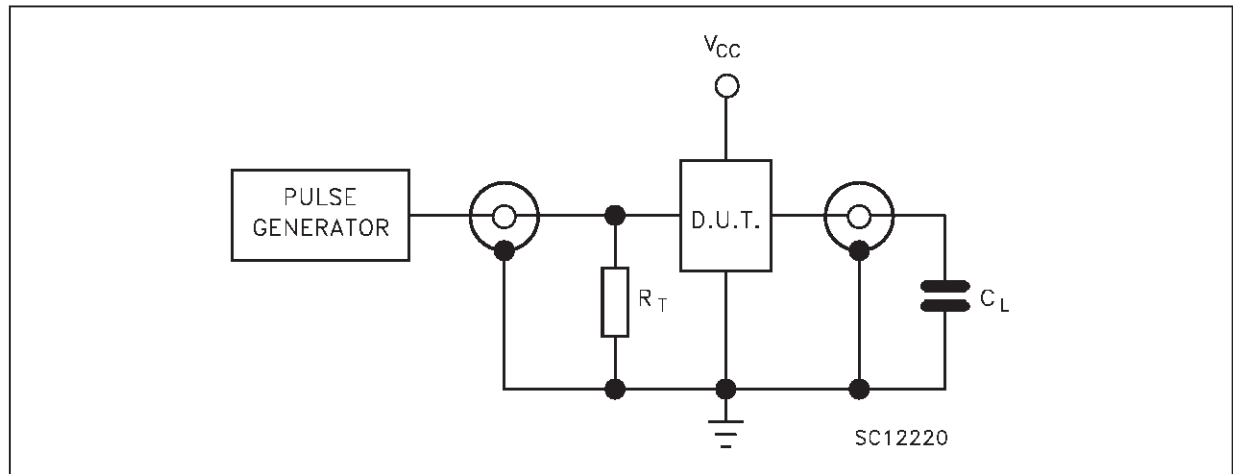 VCC
PULSE
GENERATOR
D.U.T.
RT
CL
SC12220